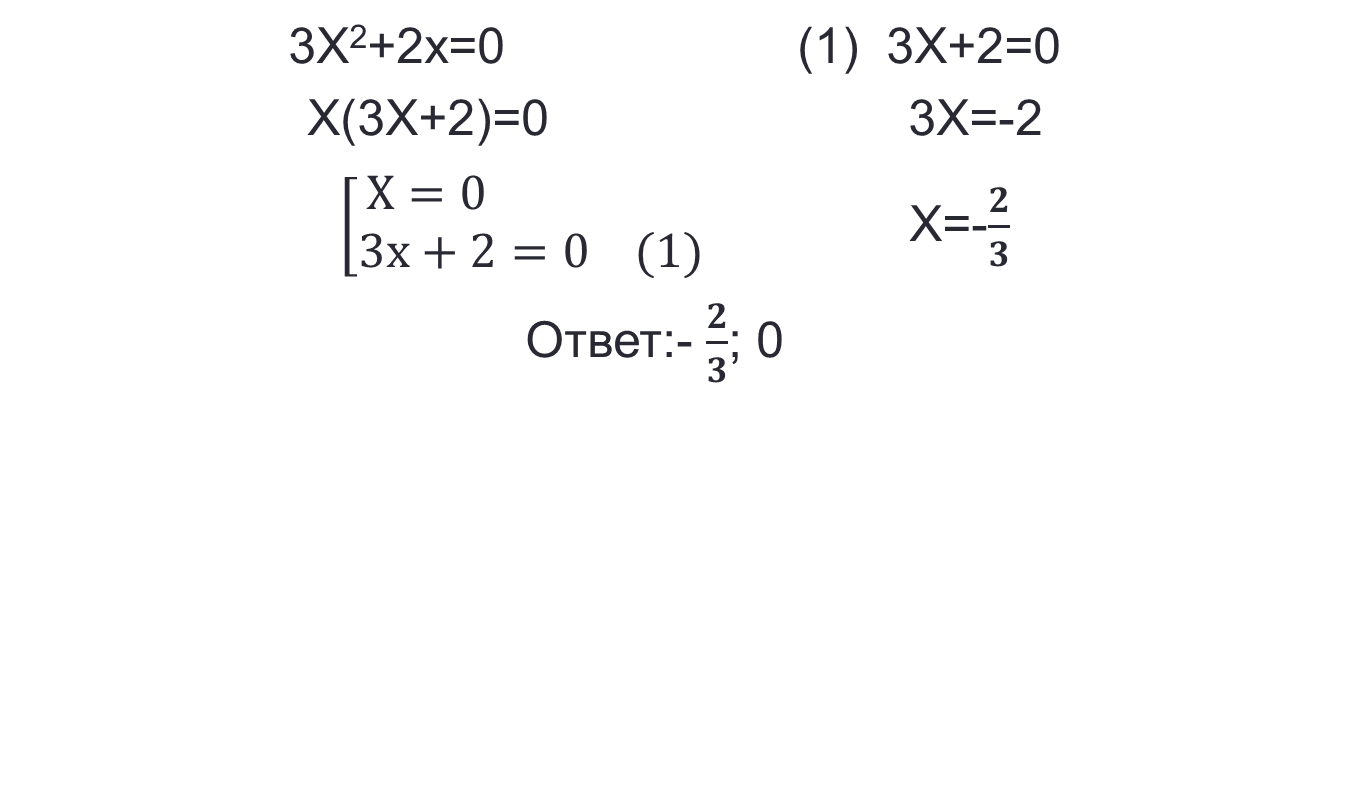 3X²+2x=0
X(3X+2)=0
[X = 0
3x + 2 = 0 (1)
(1) 3X+2=0
3X=-2
X=-2/3
Ответ:- 2/3; 0